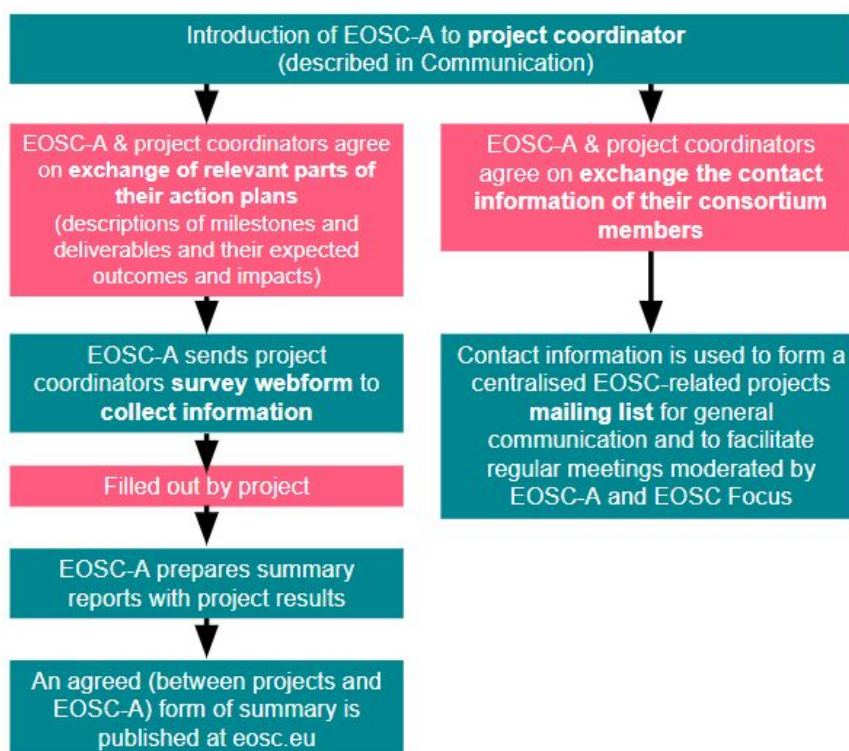 Introduction of EOSC-A to project coordinator
(described in Communication)
EOSC-A & project coordinators agree
on exchange of relevant parts of
their action plans
(descriptions of milestones and
deliverables and their expected
outcomes and impacts)
EOSC-A sends project
coordinators survey webform to
collect information
Filled out by project
EOSC-A prepares summary
reports with project results
An agreed (between projects and
EOSC-A) form of summary is
published at eosc.eu
EOSC-A & project coordinators
agree on exchange the contact
information of their consortium
members
Contact information is used to form a
centralised EOSC-related projects
mailing list for general
communication and to facilitate
regular meetings moderated by
EOSC-A and EOSC Focus